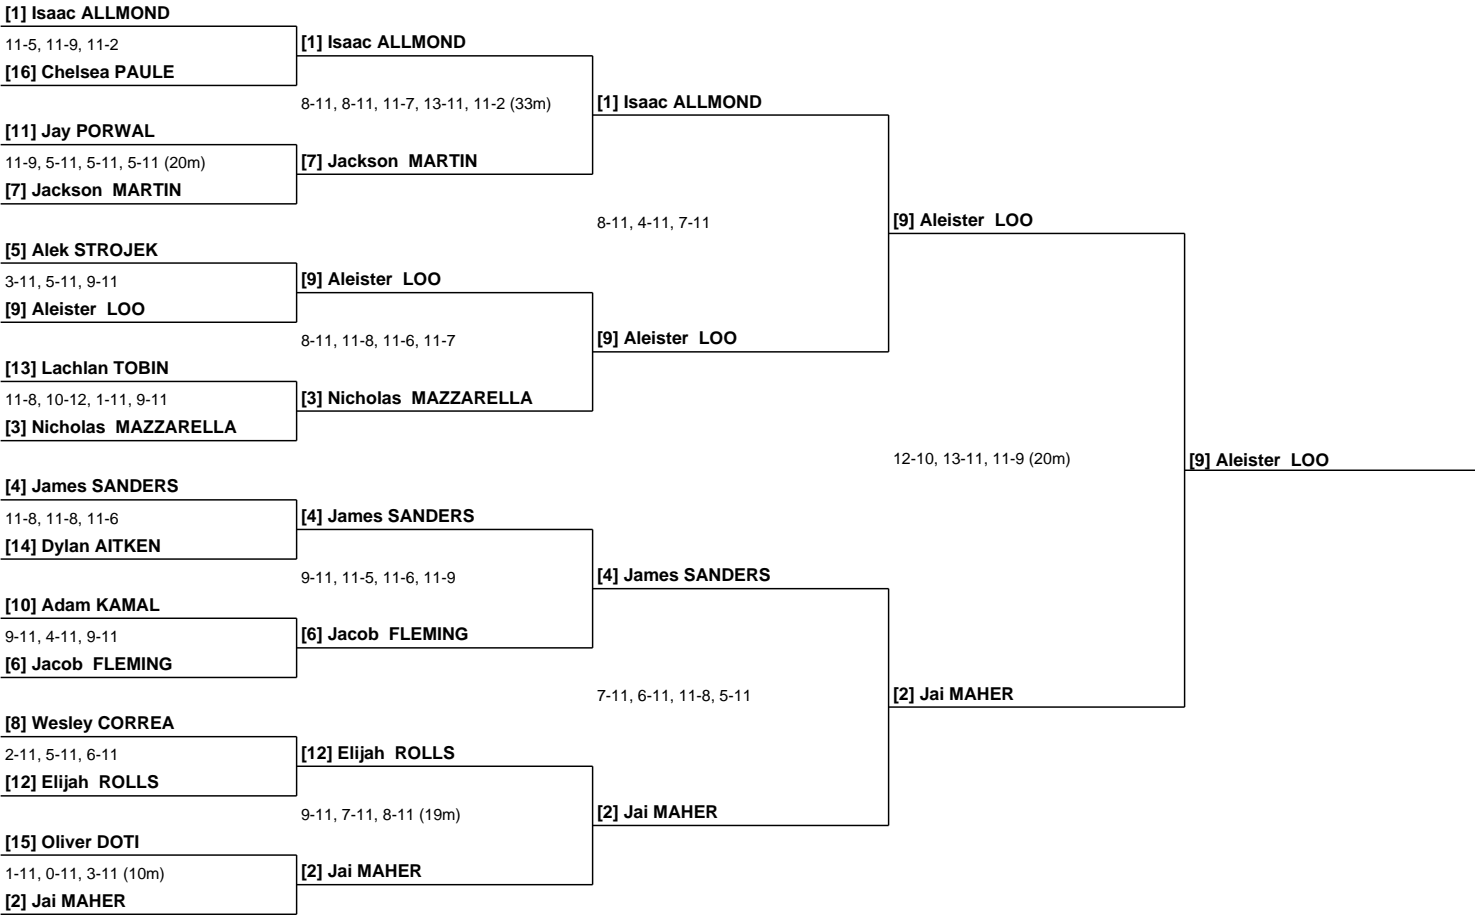 [1] Isaac ALLMOND
11-5, 11-9, 11-2
[16] Chelsea PAULE
[11] Jay PORWAL
11-9, 5-11, 5-11, 5-11 (20m)
[7] Jackson MARTIN
[5] Alek STROJEK
3-11, 5-11, 9-11
[9] Aleister LOO
[13] Lachlan TOBIN
11-8, 10-12, 1-11, 9-11
[3] Nicholas MAZZARELLA
[4] James SANDERS
11-8, 11-8, 11-6
[14] Dylan AITKEN
[10] Adam KAMAL
9-11, 4-11, 9-11
[6] Jacob FLEMING
[8] Wesley CORREA
2-11, 5-11, 6-11
[12] Elijah ROLLS
[15] Oliver DOTI
1-11, 0-11, 3-11 (10m)
[2] Jai MAHER
[1] Isaac ALLMOND
8-11, 8-11, 11-7, 13-11, 11-2 (33m)
[7] Jackson MARTIN
[9] Aleister LOO
8-11, 11-8, 11-6, 11-7
[3] Nicholas MAZZARELLA
[4] James SANDERS
9-11, 11-5, 11-6, 11-9
[6] Jacob FLEMING
[12] Elijah ROLLS
9-11, 7-11, 8-11 (19m)
[2] Jai MAHER
[1] Isaac ALLMOND
8-11, 4-11, 7-11
[9] Aleister LOO
[4] James SANDERS
7-11, 6-11, 11-8, 5-11
[2] Jai MAHER
[9] Aleister LOO
12-10, 13-11, 11-9 (20m)
[2] Jai MAHER
[9] Aleister LOO